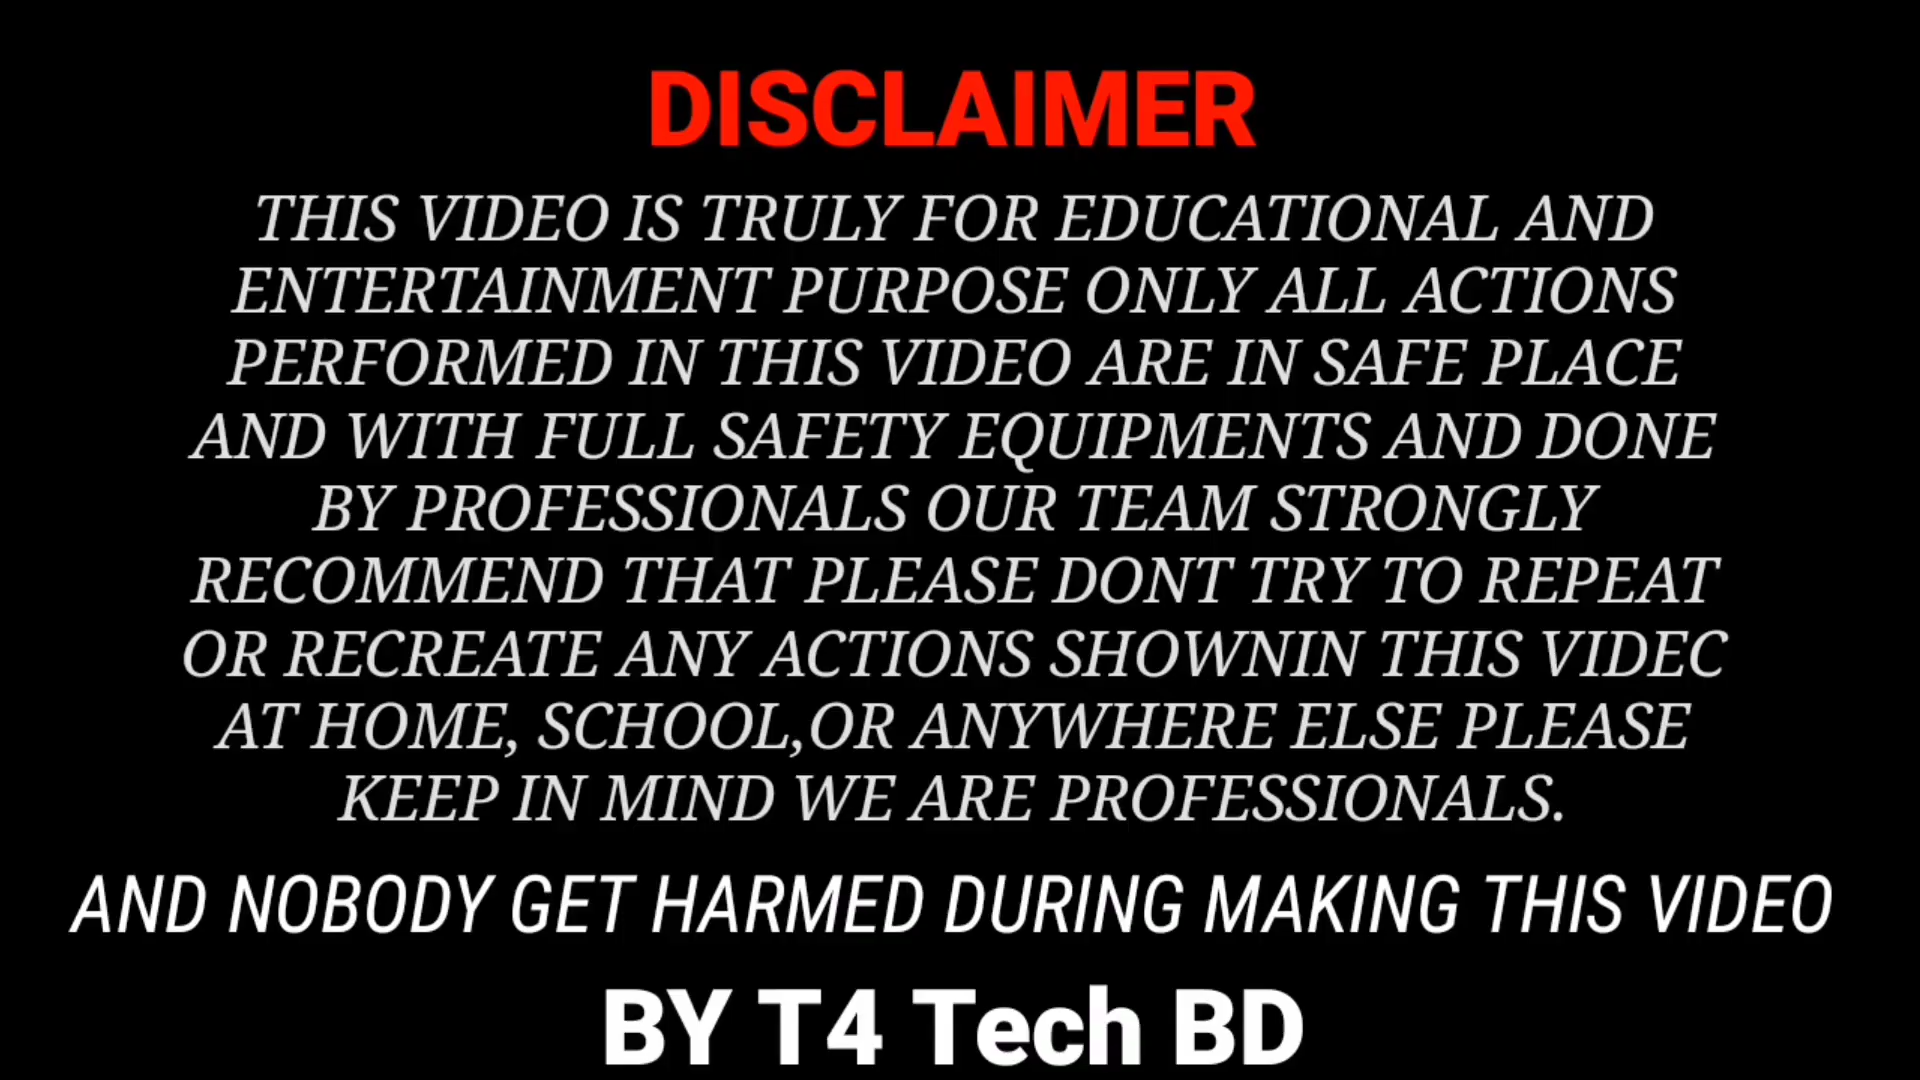 DISCLAIMER
THIS VIDEO IS TRULY FOR EDUCATIONAL AND
ENTERTAINMENT PURPOSE ONLY ALL ACTIONS
PERFORMED IN THIS VIDEO ARE IN SAFE PLACE
AND WITH FULL SAFETY EQUIPMENTS AND DONE
BY PROFESSIONALS OUR TEAM STRONGLY
RECOMMEND THAT PLEASE DONT TRY TO REPEAT
OR RECREATE ANY ACTIONS SHOWNIN THIS VIDEC
AT HOME, SCHOOL,OR ANYWHERE ELSE PLEASE
KEEP IN MIND WE ARE PROFESSIONALS.
AND NOBODY GET HARMED DURING MAKING THIS VIDEO
BY T4 Tech BD